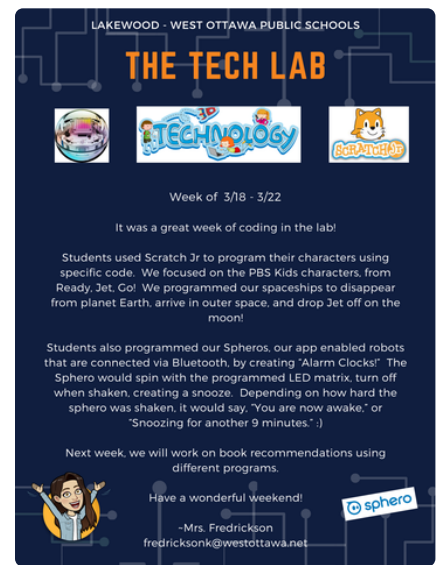 LAKEWOOD - WEST OTTAWA PUBLIC SCHOOLS
THE TECH LAB
3D
TECHNOLOGY
SCRATCHJr
Week of 3/18 - 3/22
It was a great week of coding in the lab!
Students used Scratch Jr to program their characters using
specific code. We focused on the PBS Kids characters, from
Ready, Jet, Go! We programmed our spaceships to disappear
from planet Earth, arrive in outer space, and drop Jet off on the
moon!
Students also programmed our Spheros, our app enabled robots
that are connected via Bluetooth, by creating "Alarm Clocks!" The
Sphero would spin with the programmed LED matrix, turn off
when shaken, creating a snooze. Depending on how hard the
sphero was shaken, it would say, "You are now awake," or
"Snoozing for another 9 minutes." :)
Next week, we will work on book recommendations using
different programs.
Have a wonderful weekend!
sphero
~Mrs. Fredrickson
fredricksonk@westottawa.net